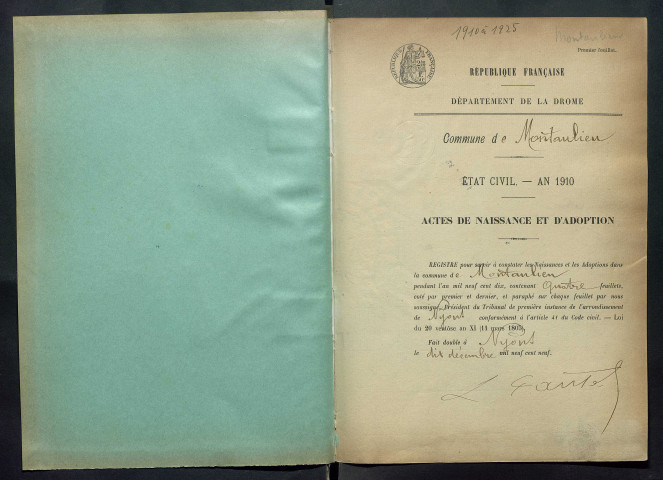 1910 à 1925
Montaulieu
Premier feuillet.
RÉPUBLIQUE FRANÇAISE
DÉPARTEMENT DE LA DROME
Commune de Montaulieu
ÉTAT CIVIL. — AN 1910
ACTES DE NAISSANCE ET D'ADOPTION
REGISTRE pour servir à constater les Naissances et les Adoptions dans
la commune de Montaulieu
pendant l'an mil neuf cent dix, contenant quatre feuillets,
coté par premier et dernier, et paraphé sur chaque feuillet par nous
soussigné, Président du Tribunal de première instance de l'arrondissement
de Nyons conformément à l'article 41 du Code civil. — Loi
du 20 ventôse an XI (11 mars 1803).
Fait double à Nyons
le dix décembre mil neuf cent neuf.